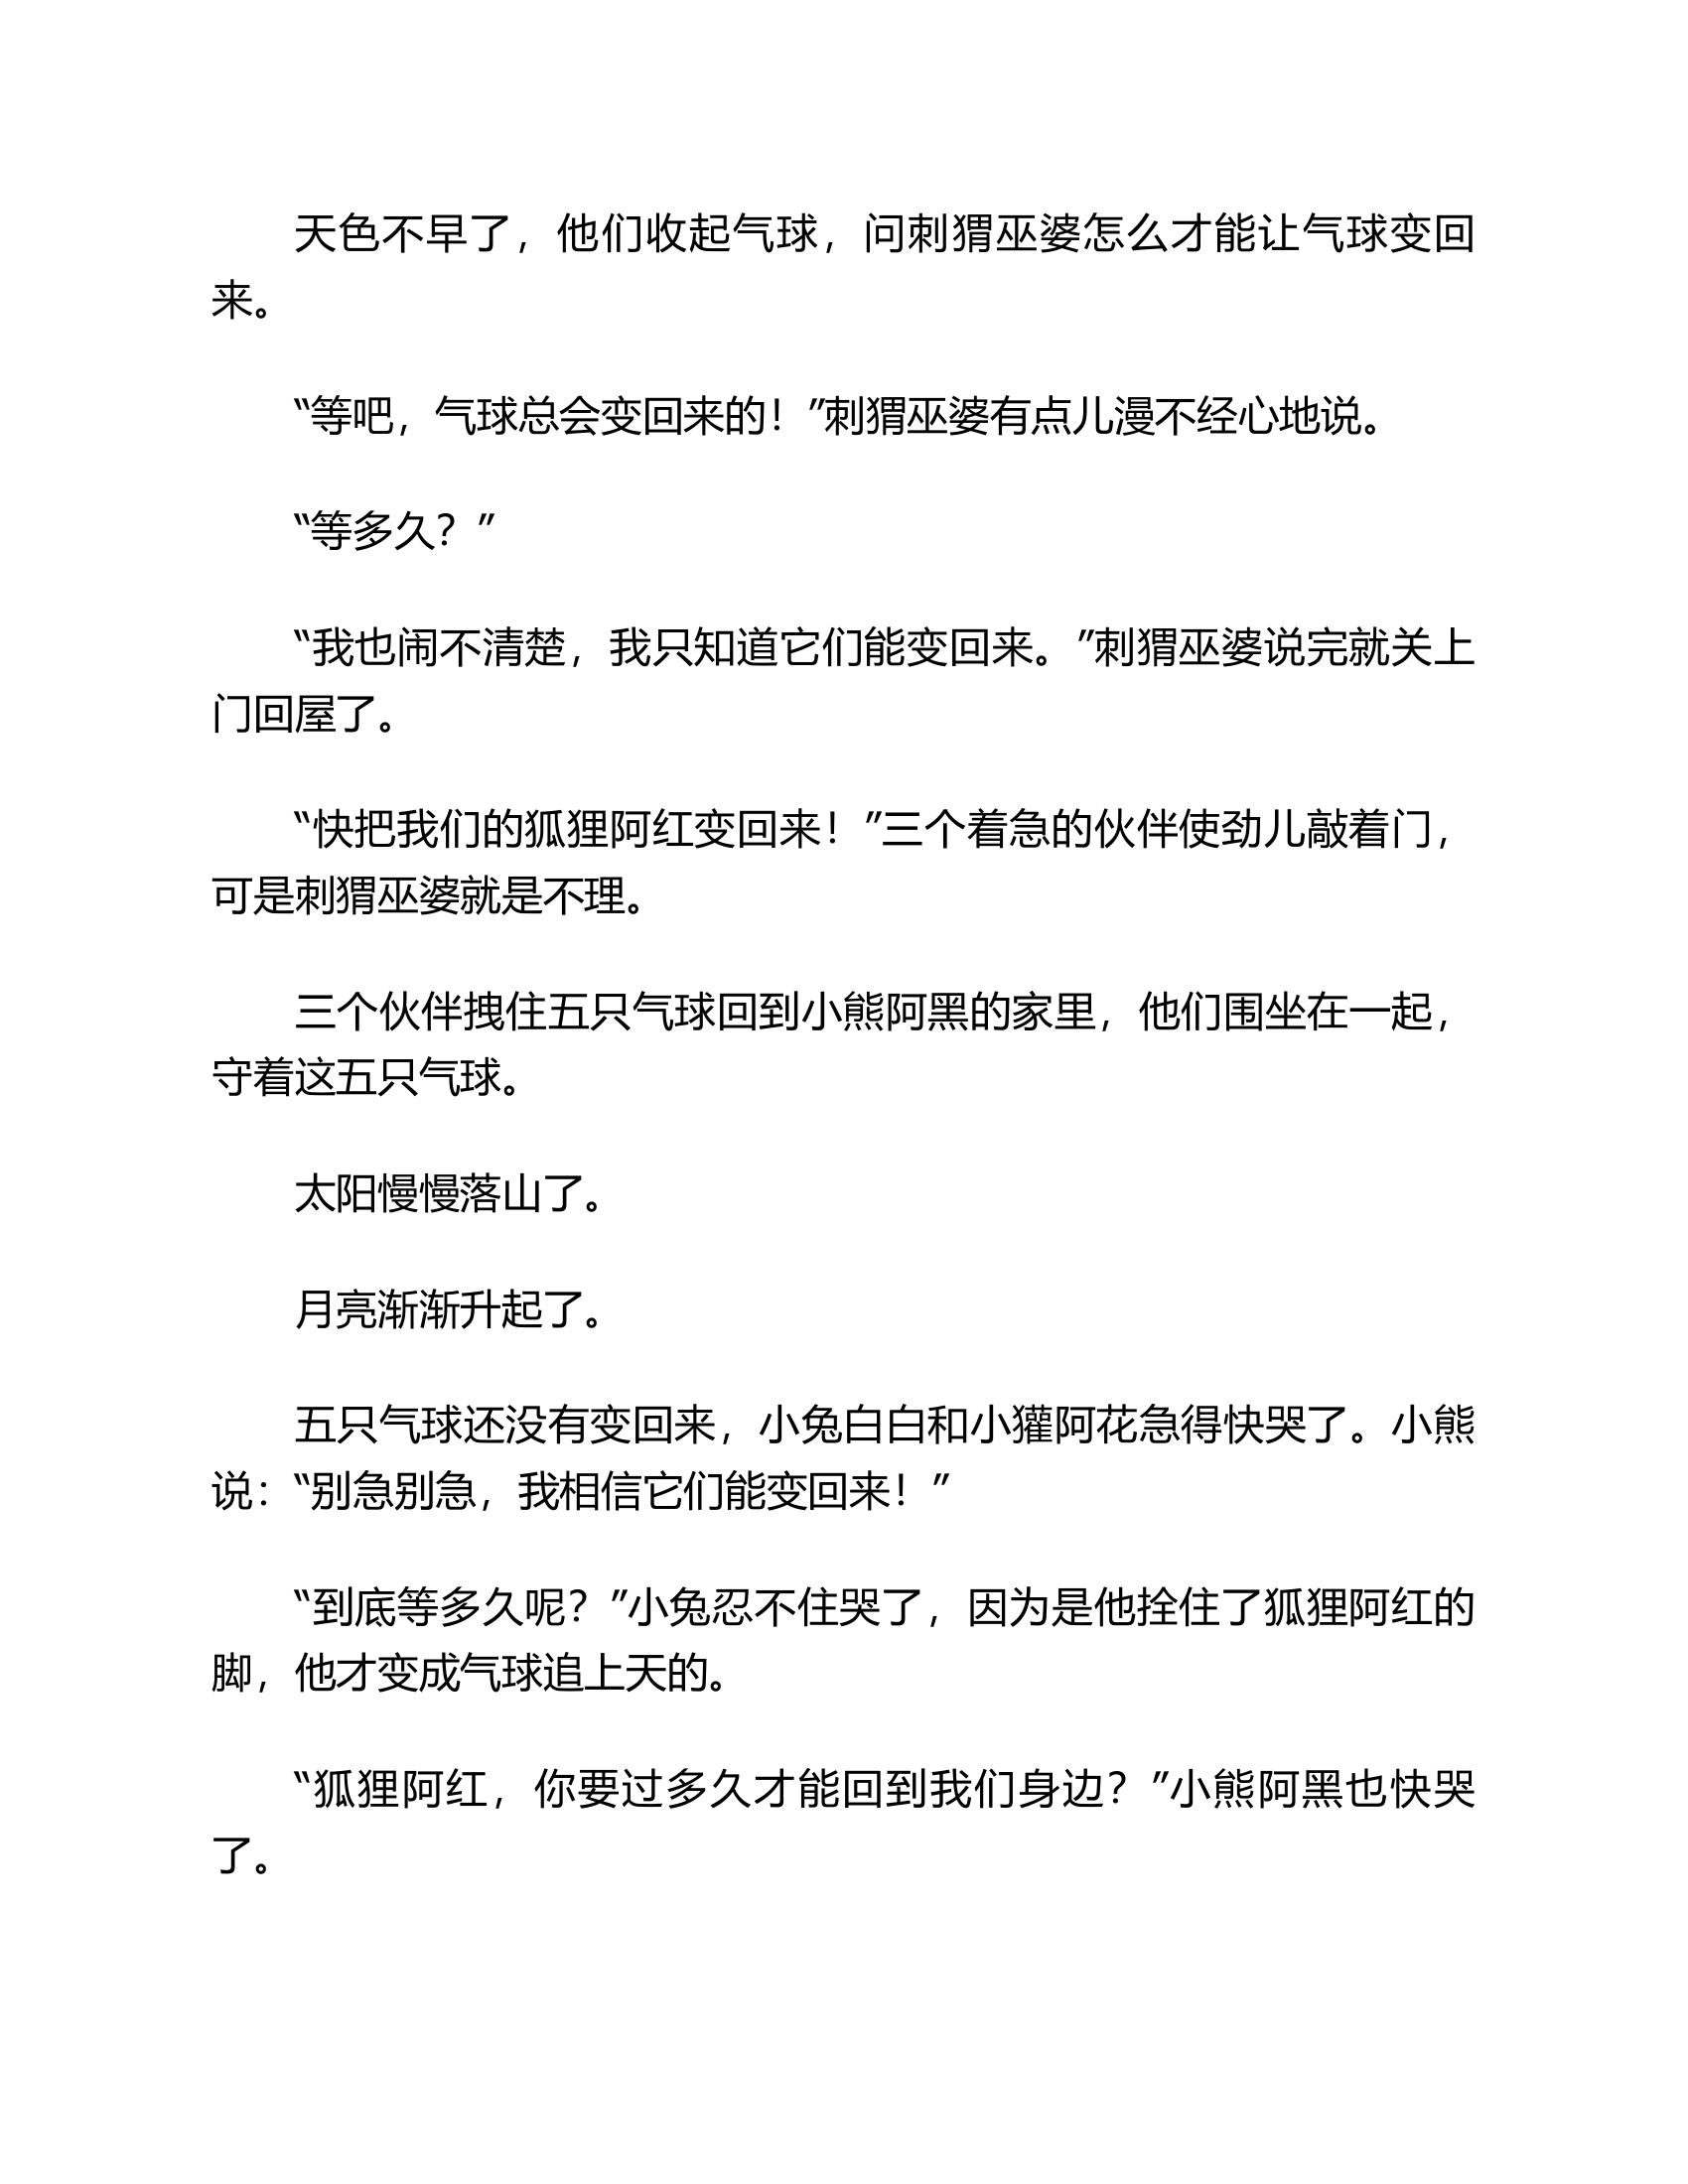 天色不早了，他们收起气球，问刺猬巫婆怎么才能让气球变回
来。
“等吧，气球总会变回来的！”刺猬巫婆有点儿漫不经心地说。
“等多久？”
“我也闹不清楚，我只知道它们能变回来。”刺猬巫婆说完就关上
门回屋了。
“快把我们的狐狸阿红变回来！”三个着急的伙伴使劲儿敲着门，
可是刺猬巫婆就是不理。
三个伙伴拽住五只气球回到小熊阿黑的家里，他们围坐在一起，
守着这五只气球。
太阳慢慢落山了。
月亮渐渐升起了。
五只气球还没有变回来，小兔白白和小獾阿花急得快哭了。小熊
说：“别急别急，我相信它们能变回来！”
“到底等多久呢？”小兔忍不住哭了，因为是他拴住了狐狸阿红的
脚，他才变成气球追上天的。
“狐狸阿红，你要过多久才能回到我们身边？”小熊阿黑也快哭
了。